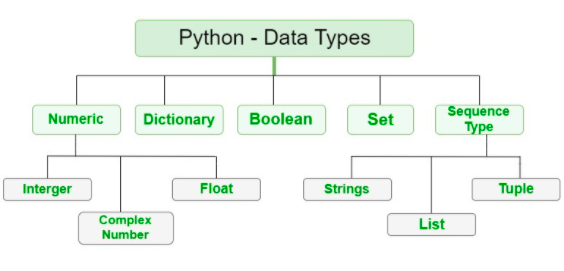 Python - Data Types
Numeric
Dictionary
Boolean
Set
Sequence
Type
Interger
Complex
Number
Float
Strings
List
Tuple